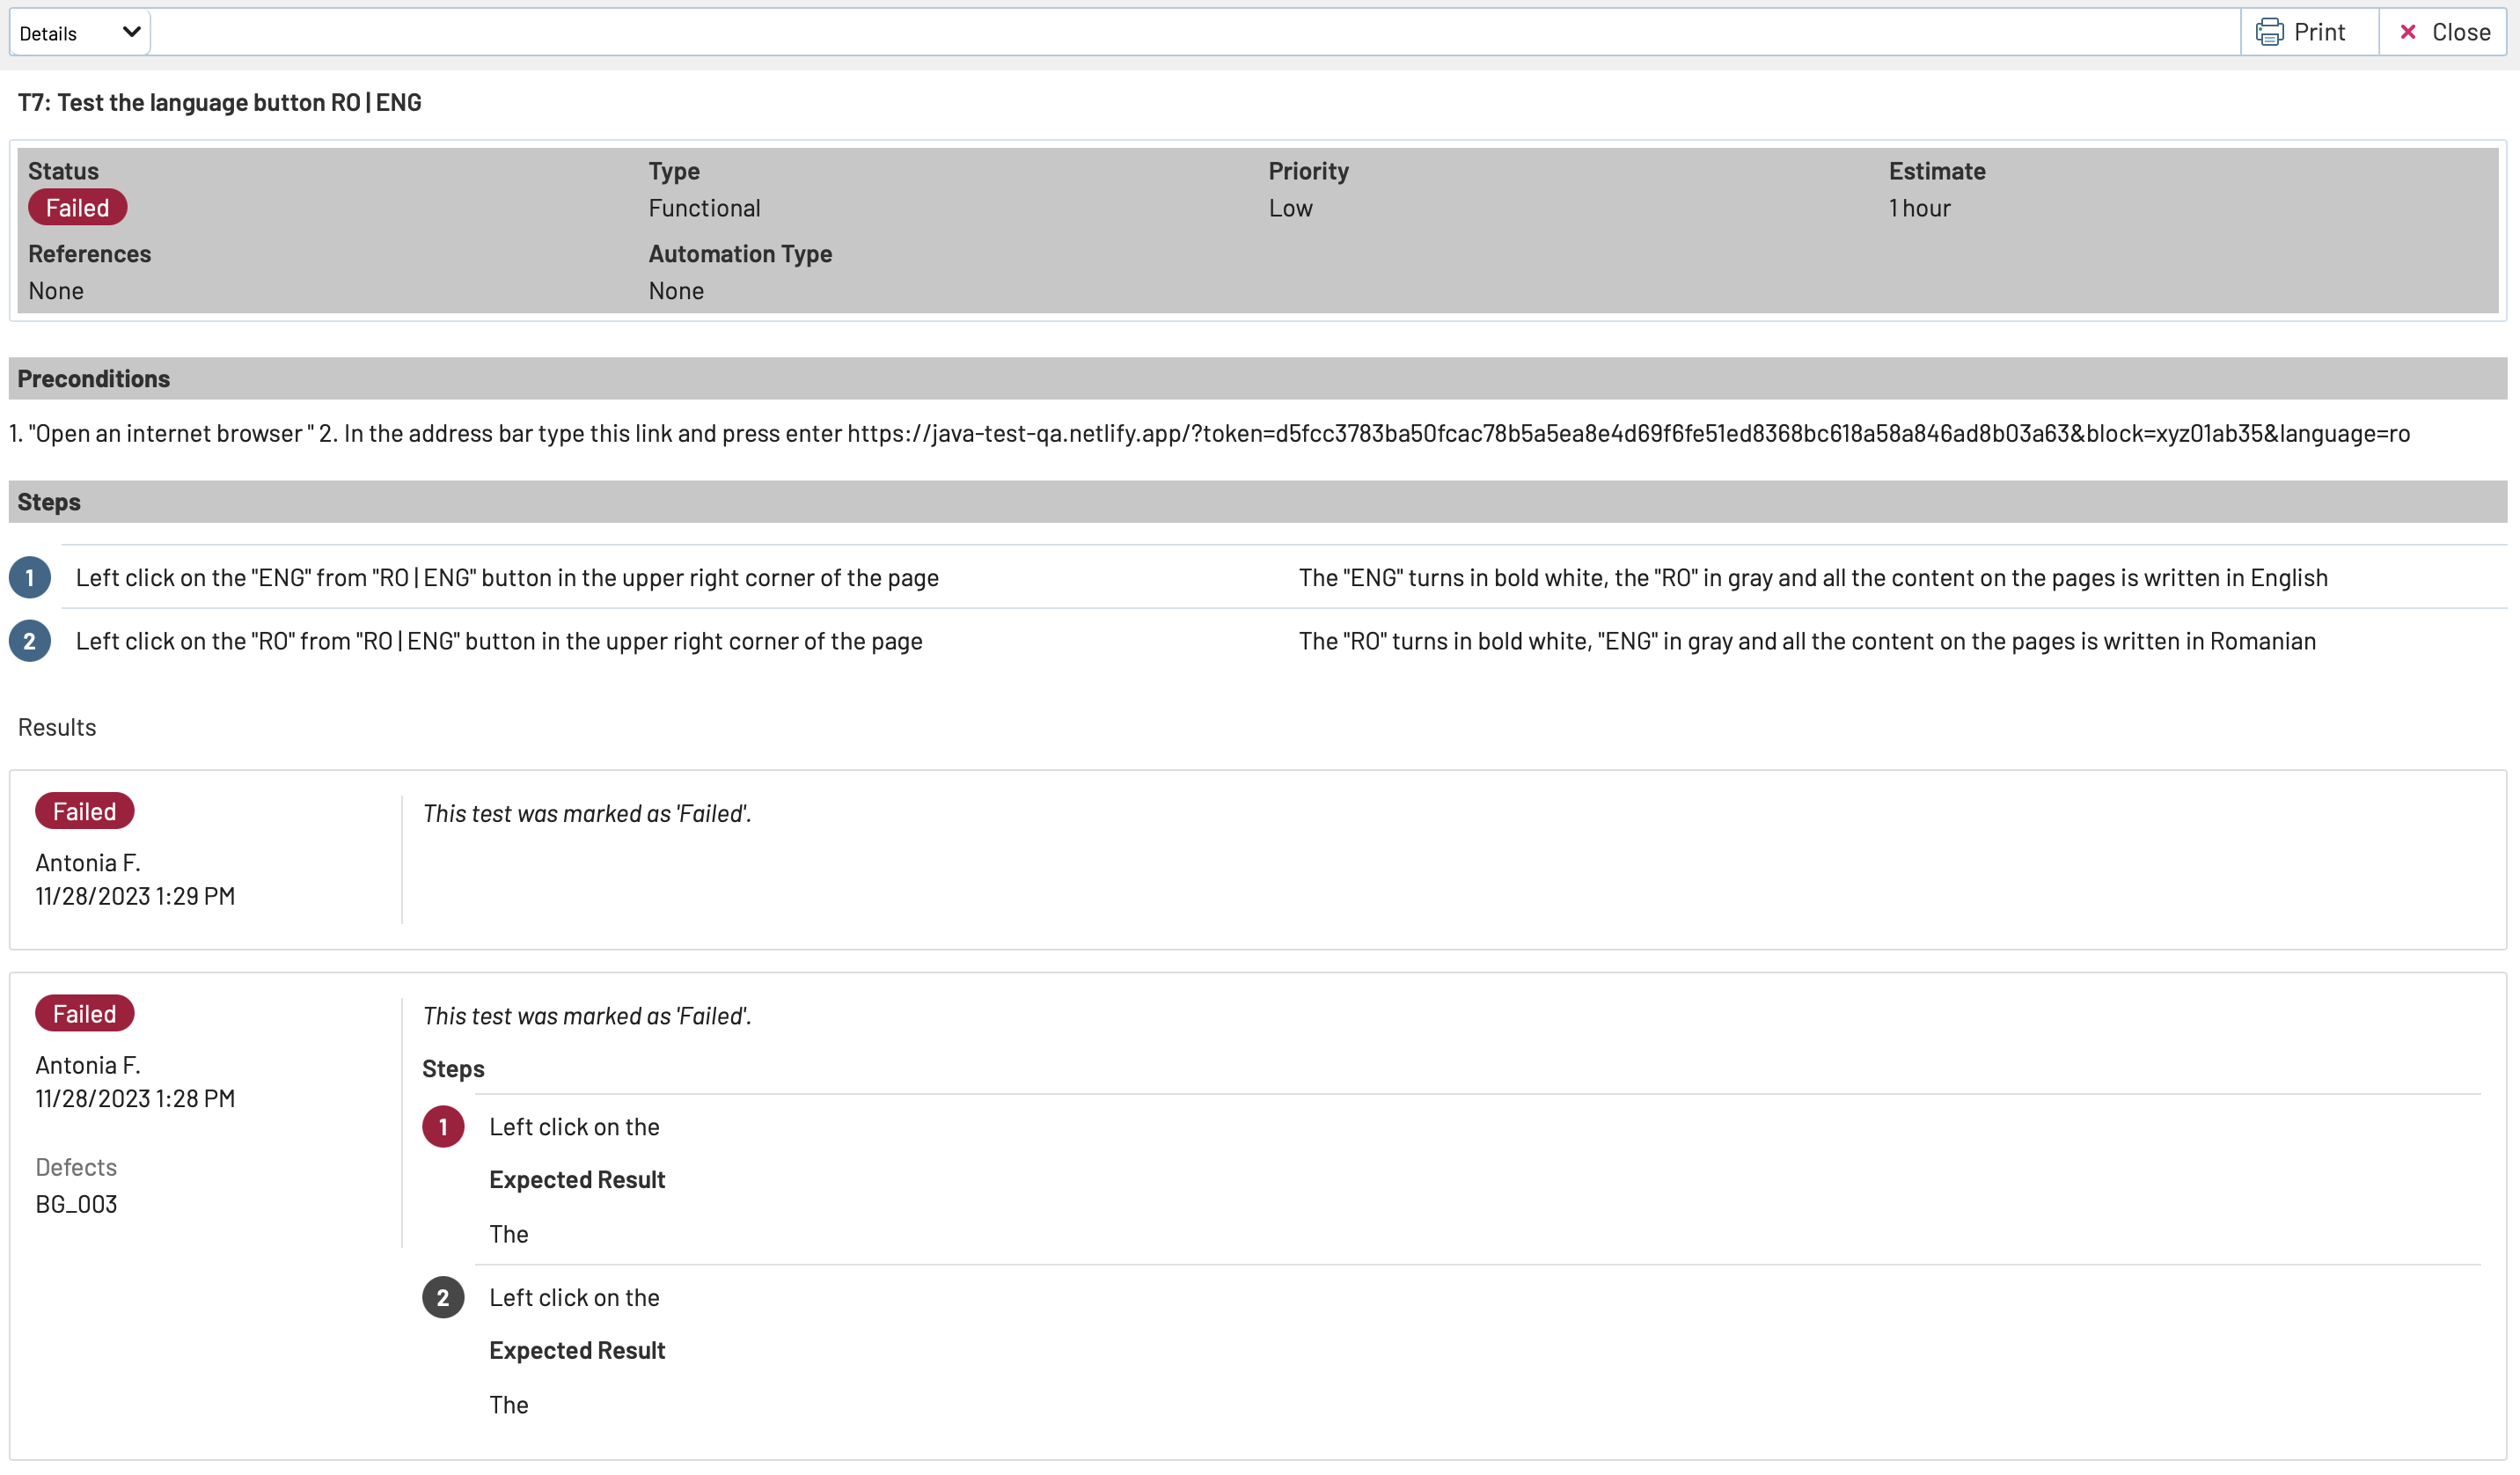 Details
Print
Close
T7: Test the language button RO | ENG
Status
Type
Priority
Estimate
Failed
Functional
Low
1 hour
References
Automation Type
None
None
Preconditions
1. "Open an internet browser " 2. In the address bar type this link and press enter https://java-test-qa.netlify.app/?token=d5fcc3783ba50fcac78b5a5ea8e4d69f6fe51ed8368bc618a58a846ad8b03a63&block=xyz01ab35&language=ro
Steps
1 Left click on the "ENG" from "RO | ENG" button in the upper right corner of the page
The "ENG" turns in bold white, the "RO" in gray and all the content on the pages is written in English
2 Left click on the "RO" from "RO | ENG" button in the upper right corner of the page
The "RO" turns in bold white, "ENG" in gray and all the content on the pages is written in Romanian
Results
Failed
This test was marked as 'Failed'.
Antonia F.
11/28/2023 1:29 PM
Failed
This test was marked as 'Failed'.
Antonia F.
11/28/2023 1:28 PM
Defects
BG_003
Steps
1 Left click on the
Expected Result
The
2 Left click on the
Expected Result
The